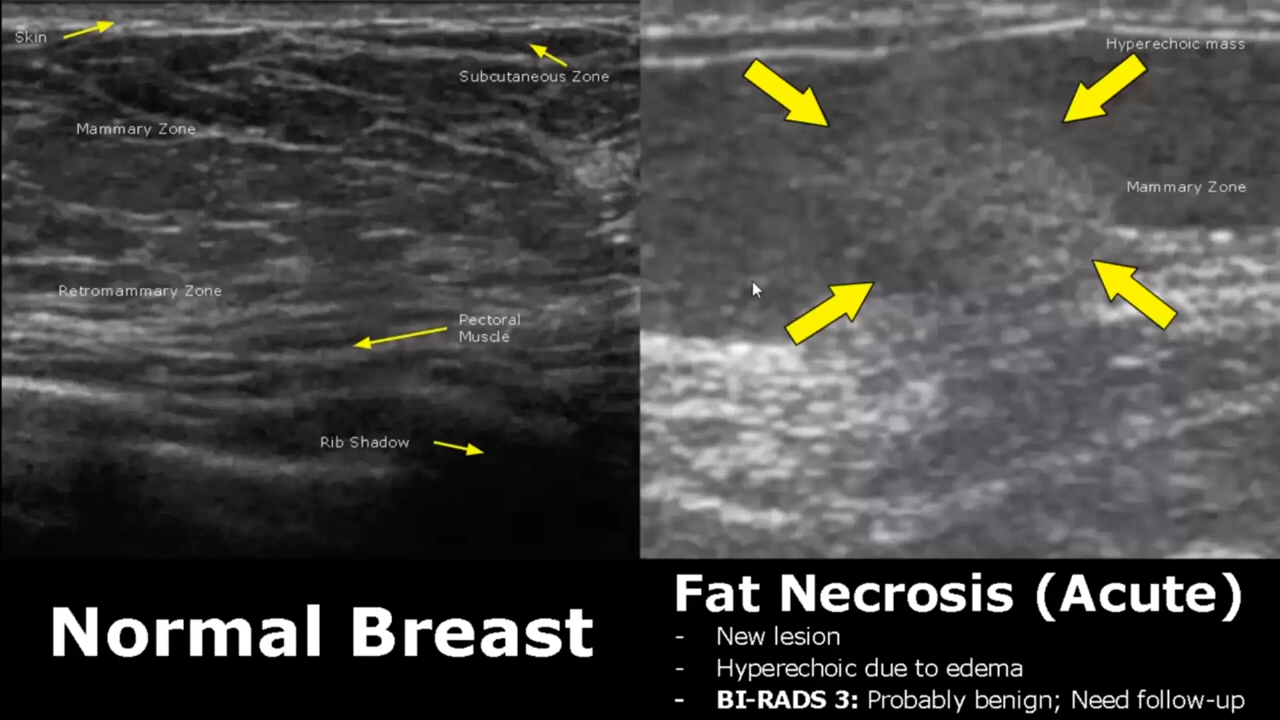 Skin
Subcutaneous Zone
Mammary Zone
Retromammary Zone
Pectoral
Muscle
Rib Shadow
Hyperechoic mass
Mammary Zone
Normal Breast
Fat Necrosis (Acute)
- New lesion
- Hyperechoic due to edema
- BI-RADS 3: Probably benign; Need follow-up